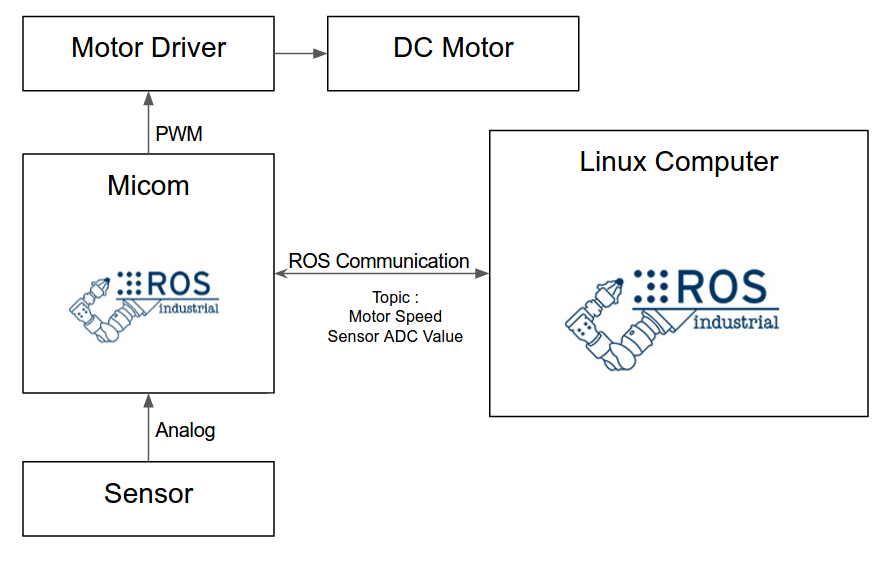 Motor Driver
DC Motor
PWM
Linux Computer
Micom
ROS
industrial
ROS Communication
Topic :
Motor Speed
Sensor ADC Value
ROS
industrial
Analog
Sensor